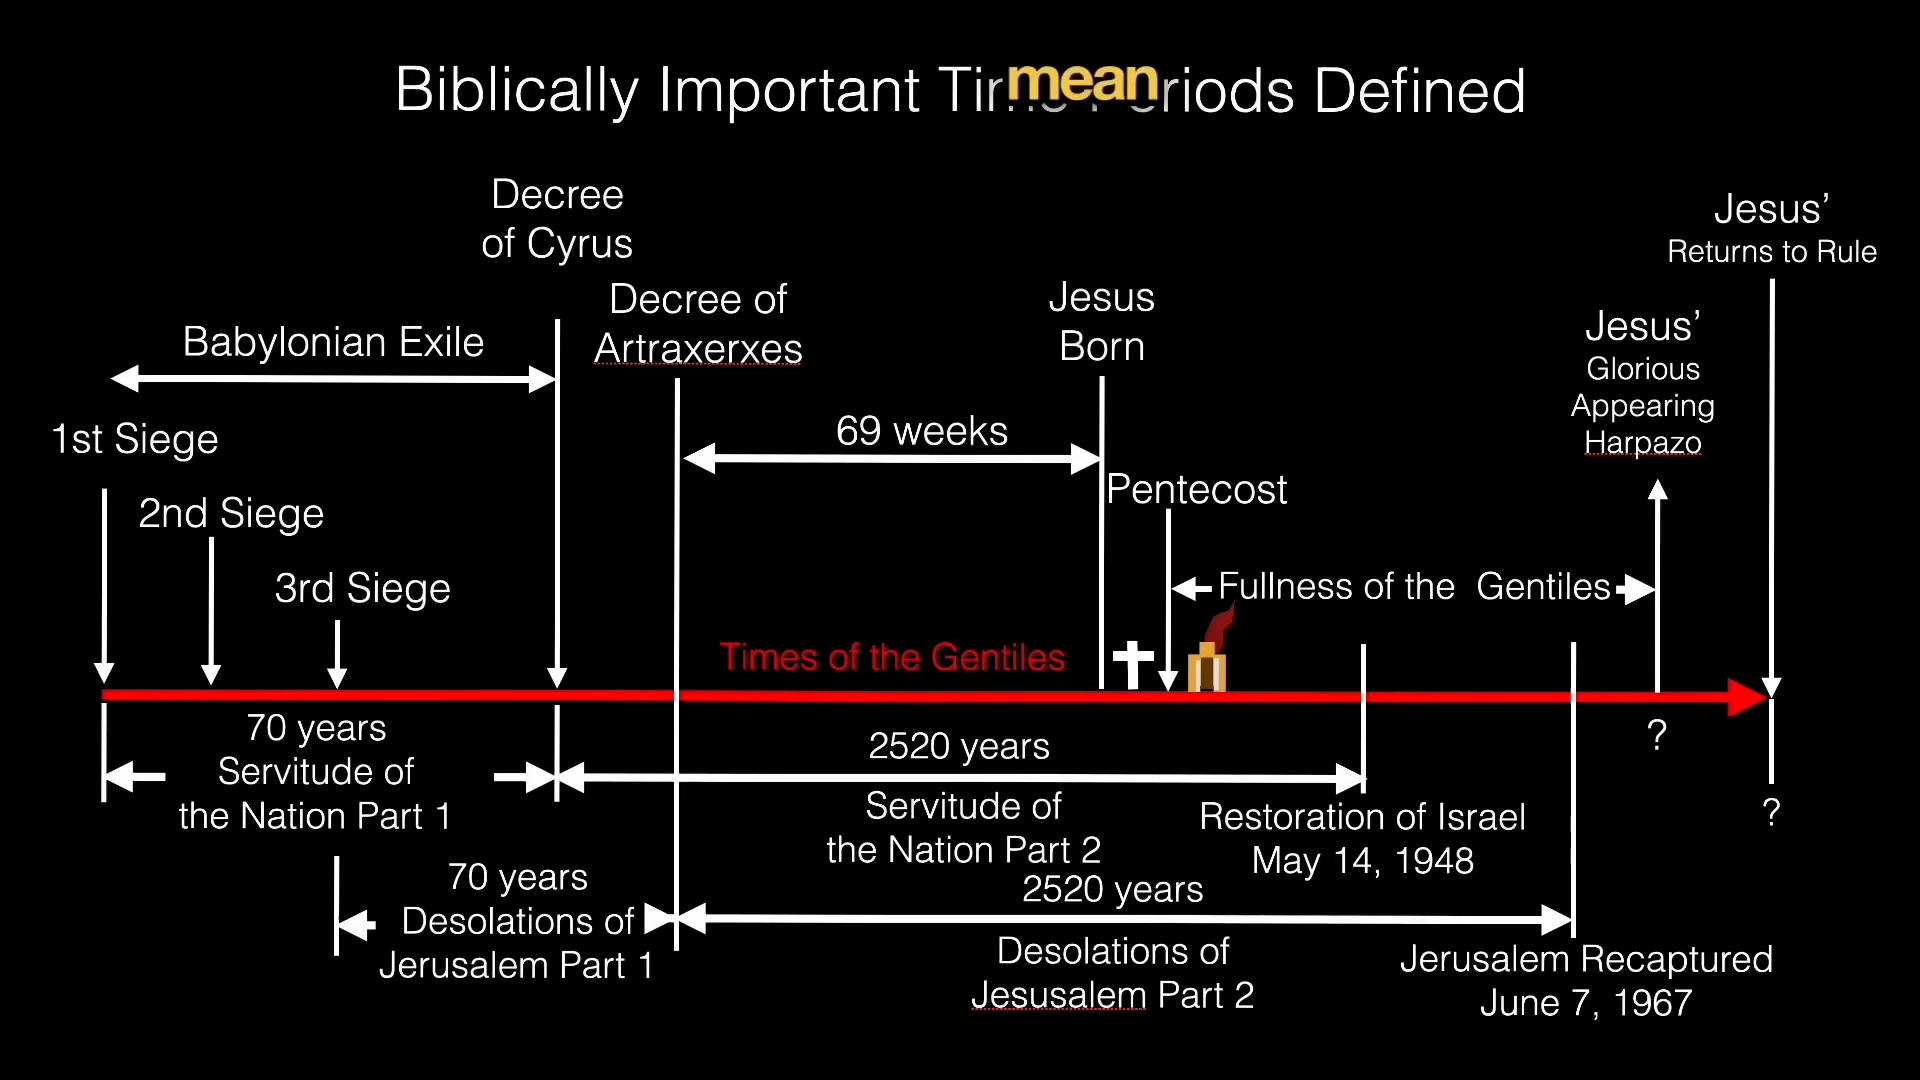 Biblically Important Tim riods Defined
mean
Decree
of Cyrus
Jesus’
Returns to Rule
Decree of
Artraxerxes
Jesus
Born
Jesus’
Glorious
Appearing
Harpazo
Babylonian Exile
1st Siege
69 weeks
Pentecost
2nd Siege
3rd Siege
Fullness of the Gentiles
Times of the Gentiles
70 years
Servitude of
the Nation Part 1
2520 years
Servitude of
the Nation Part 2
?
?
Restoration of Israel
May 14, 1948
70 years
Desolations of
Jerusalem Part 1
2520 years
Desolations of
Jesusalem Part 2
Jerusalem Recaptured
June 7, 1967